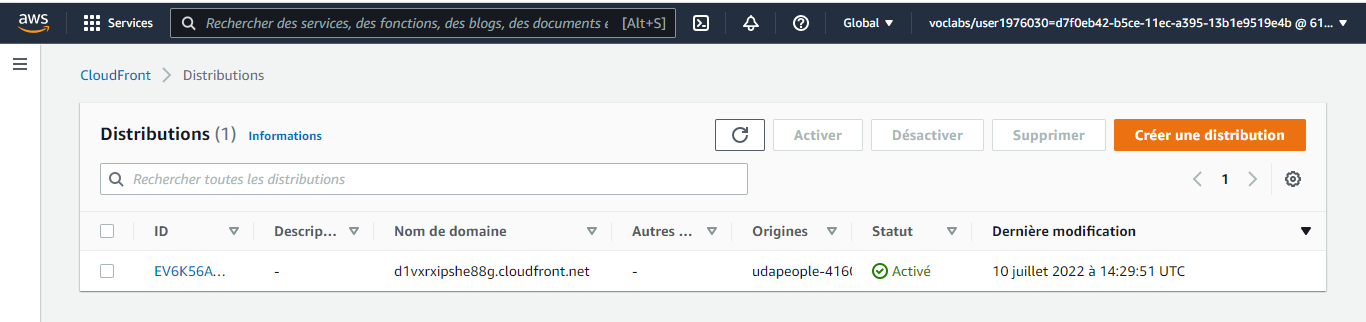 aws Services Rechercher des services, des fonctions, des blogs, des documents e [Alt+S] Global voclabs/user1976030=d7f0eb42-b5ce-11ec-a395-13b1e9519e4b @ 61...
CloudFront Distributions
Distributions (1) Informations Activer Désactiver Supprimer Créer une distribution
Rechercher toutes les distributions 1
ID Descrip... Nom de domaine Autres ... Origines Statut Dernière modification
EV6K56A... - d1vxrxipshe88g.cloudfront.net - udapeople-416 Activé 10 juillet 2022 à 14:29:51 UTC